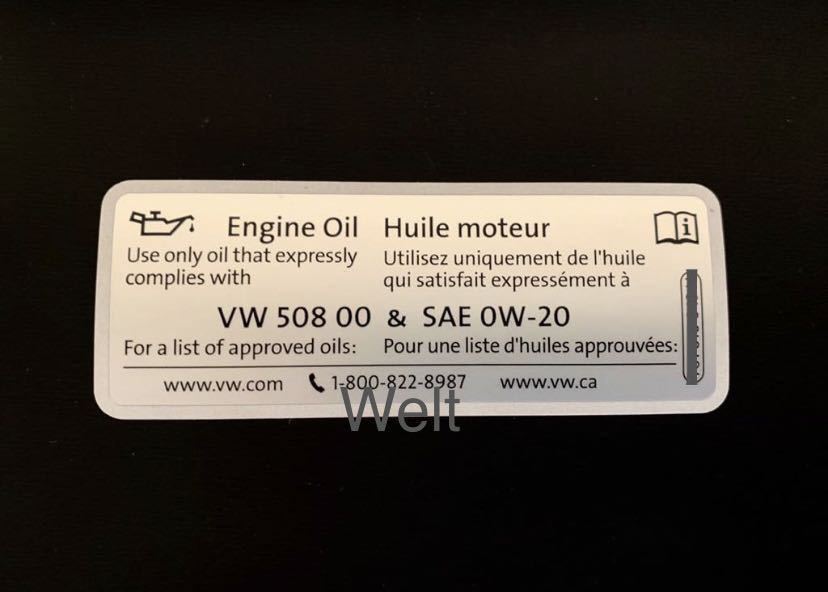 Engine Oil Huile moteur
Use only oil that expressly
complies with
Utilisez uniquement de l'huile
qui satisfait expressément à
VW 508 00 & SAE 0W-20
For a list of approved oils: Pour une liste d'huiles approuvées:
www.vw.com 1-800-822-8987 www.vw.ca
Welt